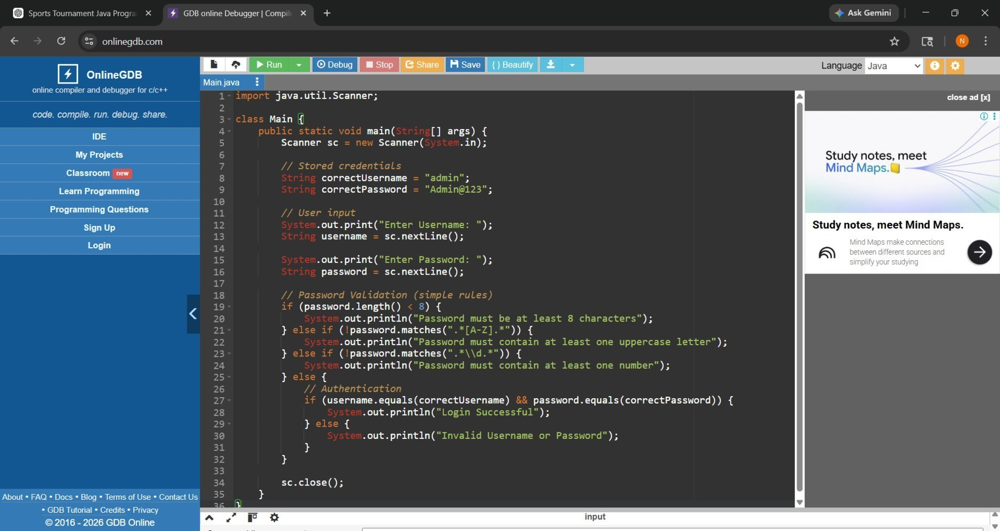 Sports Tournament Java Progra
GDB online Debugger | Compile
Ask Gemini
onlinegdb.com
N
OnlineGDB
online compiler and debugger for c/c++
code. compile. run. debug. share.
IDE
My Projects
Classroom new
Learn Programming
Programming Questions
Sign Up
Login
About • FAQ • Docs • Blog • Terms of Use • Contact Us
• GDB Tutorial • Credits • Privacy
© 2016 - 2026 GDB Online
Run Debug Stop Share Save { } Beautify
Language Java
Main.java
1 import java.util.Scanner;
2
3 class Main {
4     public static void main(String[] args) {
5         Scanner sc = new Scanner(System.in);
6
7         // Stored credentials
8         String correctUsername = "admin";
9         String correctPassword = "Admin@123";
10
11         // User input
12         System.out.print("Enter Username: ");
13         String username = sc.nextLine();
14
15         System.out.print("Enter Password: ");
16         String password = sc.nextLine();
17
18         // Password Validation (simple rules)
19         if (password.length() < 8) {
20             System.out.println("Password must be at least 8 characters");
21         } else if (!password.matches(".*[A-Z].*")) {
22             System.out.println("Password must contain at least one uppercase letter");
23         } else if (!password.matches(".*\\d.*")) {
24             System.out.println("Password must contain at least one number");
25         } else {
26             // Authentication
27             if (username.equals(correctUsername) && password.equals(correctPassword)) {
28                 System.out.println("Login Successful");
29             } else {
30                 System.out.println("Invalid Username or Password");
31             }
32         }
33
34         sc.close();
35     }
36 }
close ad [x]
Study notes, meet
Mind Maps.
Study notes, meet Mind Maps.
Mind Maps make connections
between different sources and
simplify your studying
input